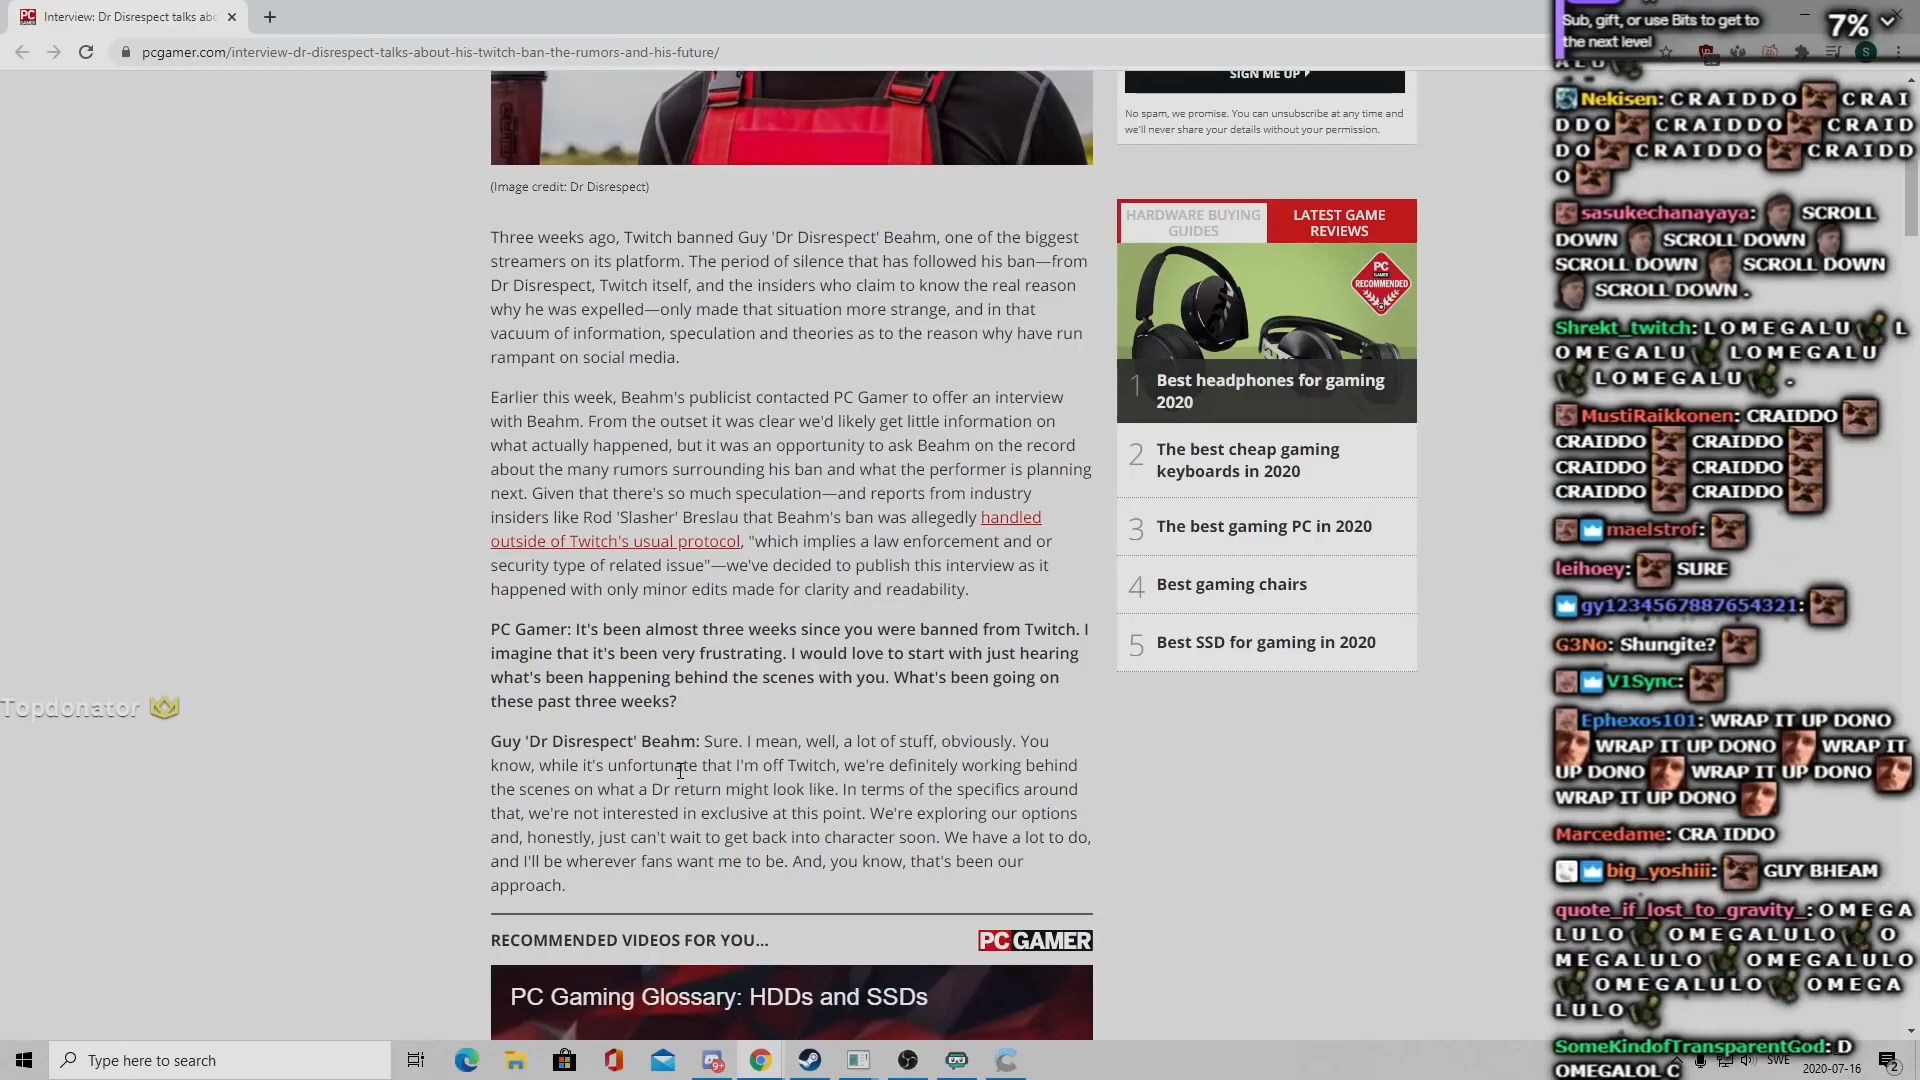 Interview: Dr Disrespect talks abo
pcgamer.com/interview-dr-disrespect-talks-about-his-twitch-ban-the-rumors-and-his-future/
(Image credit: Dr Disrespect)
Three weeks ago, Twitch banned Guy 'Dr Disrespect' Beahm, one of the biggest
streamers on its platform. The period of silence that has followed his ban—from
Dr Disrespect, Twitch itself, and the insiders who claim to know the real reason
why he was expelled—only made that situation more strange, and in that
vacuum of information, speculation and theories as to the reason why have run
rampant on social media.
Earlier this week, Beahm's publicist contacted PC Gamer to offer an interview
with Beahm. From the outset it was clear we'd likely get little information on
what actually happened, but it was an opportunity to ask Beahm on the record
about the many rumors surrounding his ban and what the performer is planning
next. Given that there's so much speculation—and reports from industry
insiders like Rod 'Slasher' Breslau that Beahm's ban was allegedly handled
outside of Twitch's usual protocol, "which implies a law enforcement and or
security type of related issue"—we've decided to publish this interview as it
happened with only minor edits made for clarity and readability.
PC Gamer: It's been almost three weeks since you were banned from Twitch. I
imagine that it's been very frustrating. I would love to start with just hearing
what's been happening behind the scenes with you. What's been going on
these past three weeks?
Guy 'Dr Disrespect' Beahm: Sure. I mean, well, a lot of stuff, obviously. You
know, while it's unfortunate that I'm off Twitch, we're definitely working behind
the scenes on what a Dr return might look like. In terms of the specifics around
that, we're not interested in exclusive at this point. We're exploring our options
and, honestly, just can't wait to get back into character soon. We have a lot to do,
and I'll be wherever fans want me to be. And, you know, that's been our
approach.
RECOMMENDED VIDEOS FOR YOU...
PC GAMER
PC Gaming Glossary: HDDs and SSDs
SIGN ME UP
No spam, we promise. You can unsubscribe at any time and
we'll never share your details without your permission.
HARDWARE BUYING
GUIDES
LATEST GAME
REVIEWS
PC
GAMER
RECOMMENDED
1 Best headphones for gaming
2020
2 The best cheap gaming
keyboards in 2020
3 The best gaming PC in 2020
4 Best gaming chairs
5 Best SSD for gaming in 2020
Topdonator
Sub, gift, or use Bits to get to
the next level
7%
A L U
Nekisen: C R A I D D O C R A I
D D O C R A I D D O C R A I D
D O C R A I D D O C R A I D D
O
sasukechanayaya: SCROLL
DOWN SCROLL DOWN
SCROLL DOWN SCROLL DOWN
SCROLL DOWN .
Shrekt_twitch: L O M E G A L U L
O M E G A L U L O M E G A L U
L O M E G A L U .
MustiRaikkonen: CRAIDDO
CRAIDDO CRAIDDO
CRAIDDO CRAIDDO
CRAIDDO CRAIDDO
maelstrof:
leihoey: SURE
gy1234567887654321:
G3No: Shungite?
V1Sync:
Ephexos101: WRAP IT UP DONO
WRAP IT UP DONO WRAP IT
UP DONO WRAP IT UP DONO
WRAP IT UP DONO
Marcedame: CRA IDDO
big_yoshiii: GUY BHEAM
quote_if_lost_to_gravity_: O M E G A
L U L O O M E G A L U L O O
M E G A L U L O O M E G A L U L O
O M E G A L U L O O M E G A
L U L O
SomeKindofTransparentGod: D
OMEGALOL C
Type here to search
9+
SWE
2020-07-16
2